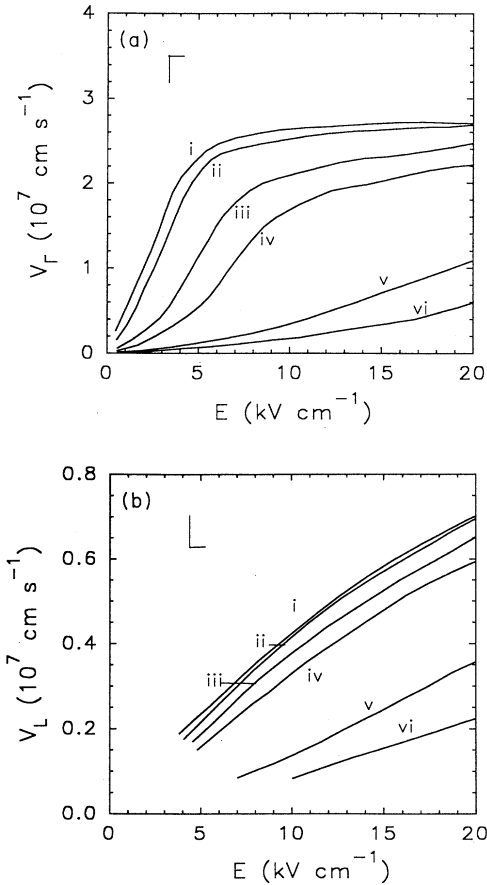 (a)
Γ
4
3
2
1
0
i
ii
iii
iv
v
vi
V_Γ (10^7 cm s^−1)
0 5 10 15 20
E (kV cm^−1)
(b)
L
0.8
0.6
0.4
0.2
0.0
i
ii
iii
iv
v
vi
V_L (10^7 cm s^−1)
0 5 10 15 20
E (kV cm^−1)